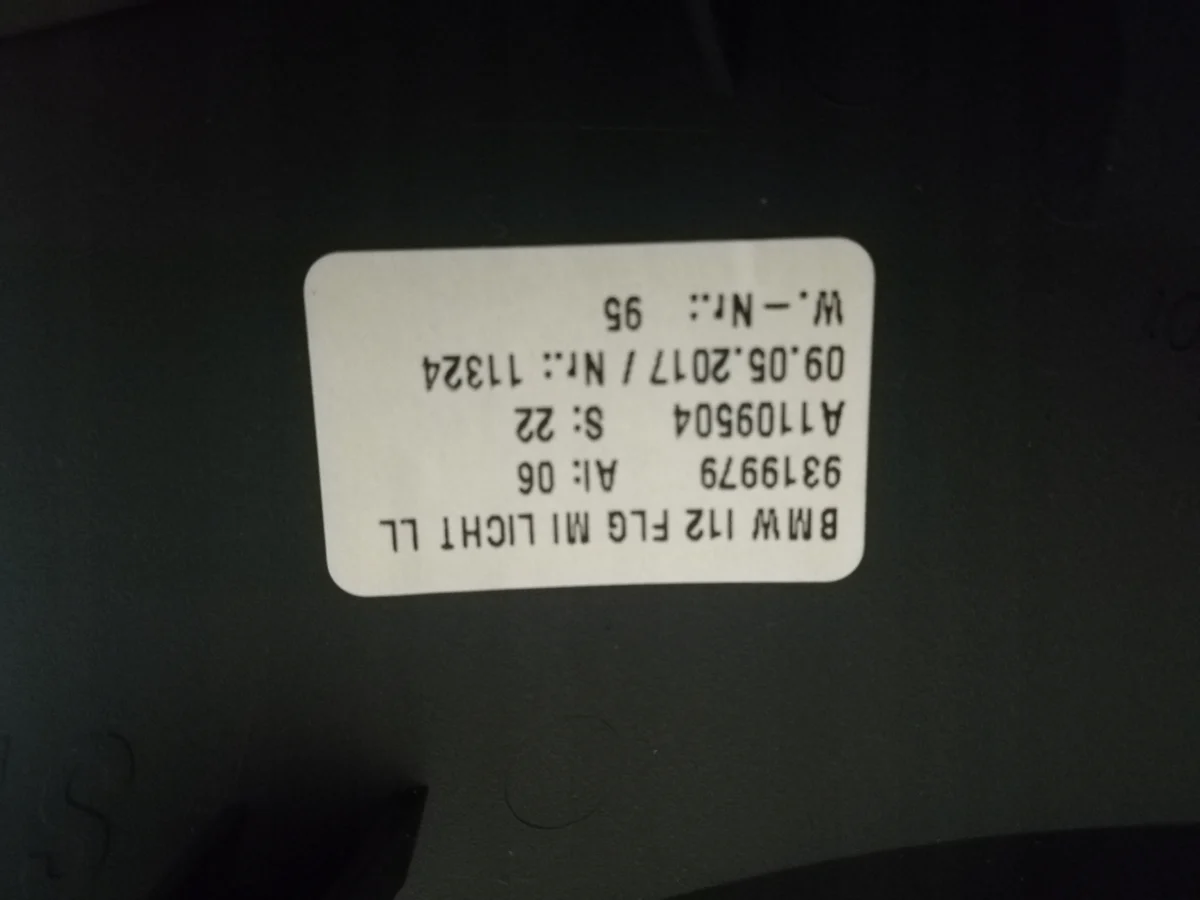 BMW I12 FLG MI LICHT LL
9319979 AI: 06
A1109504 S: 22
09.05.2017 / Nr.: 11324
W.-Nr.: 95